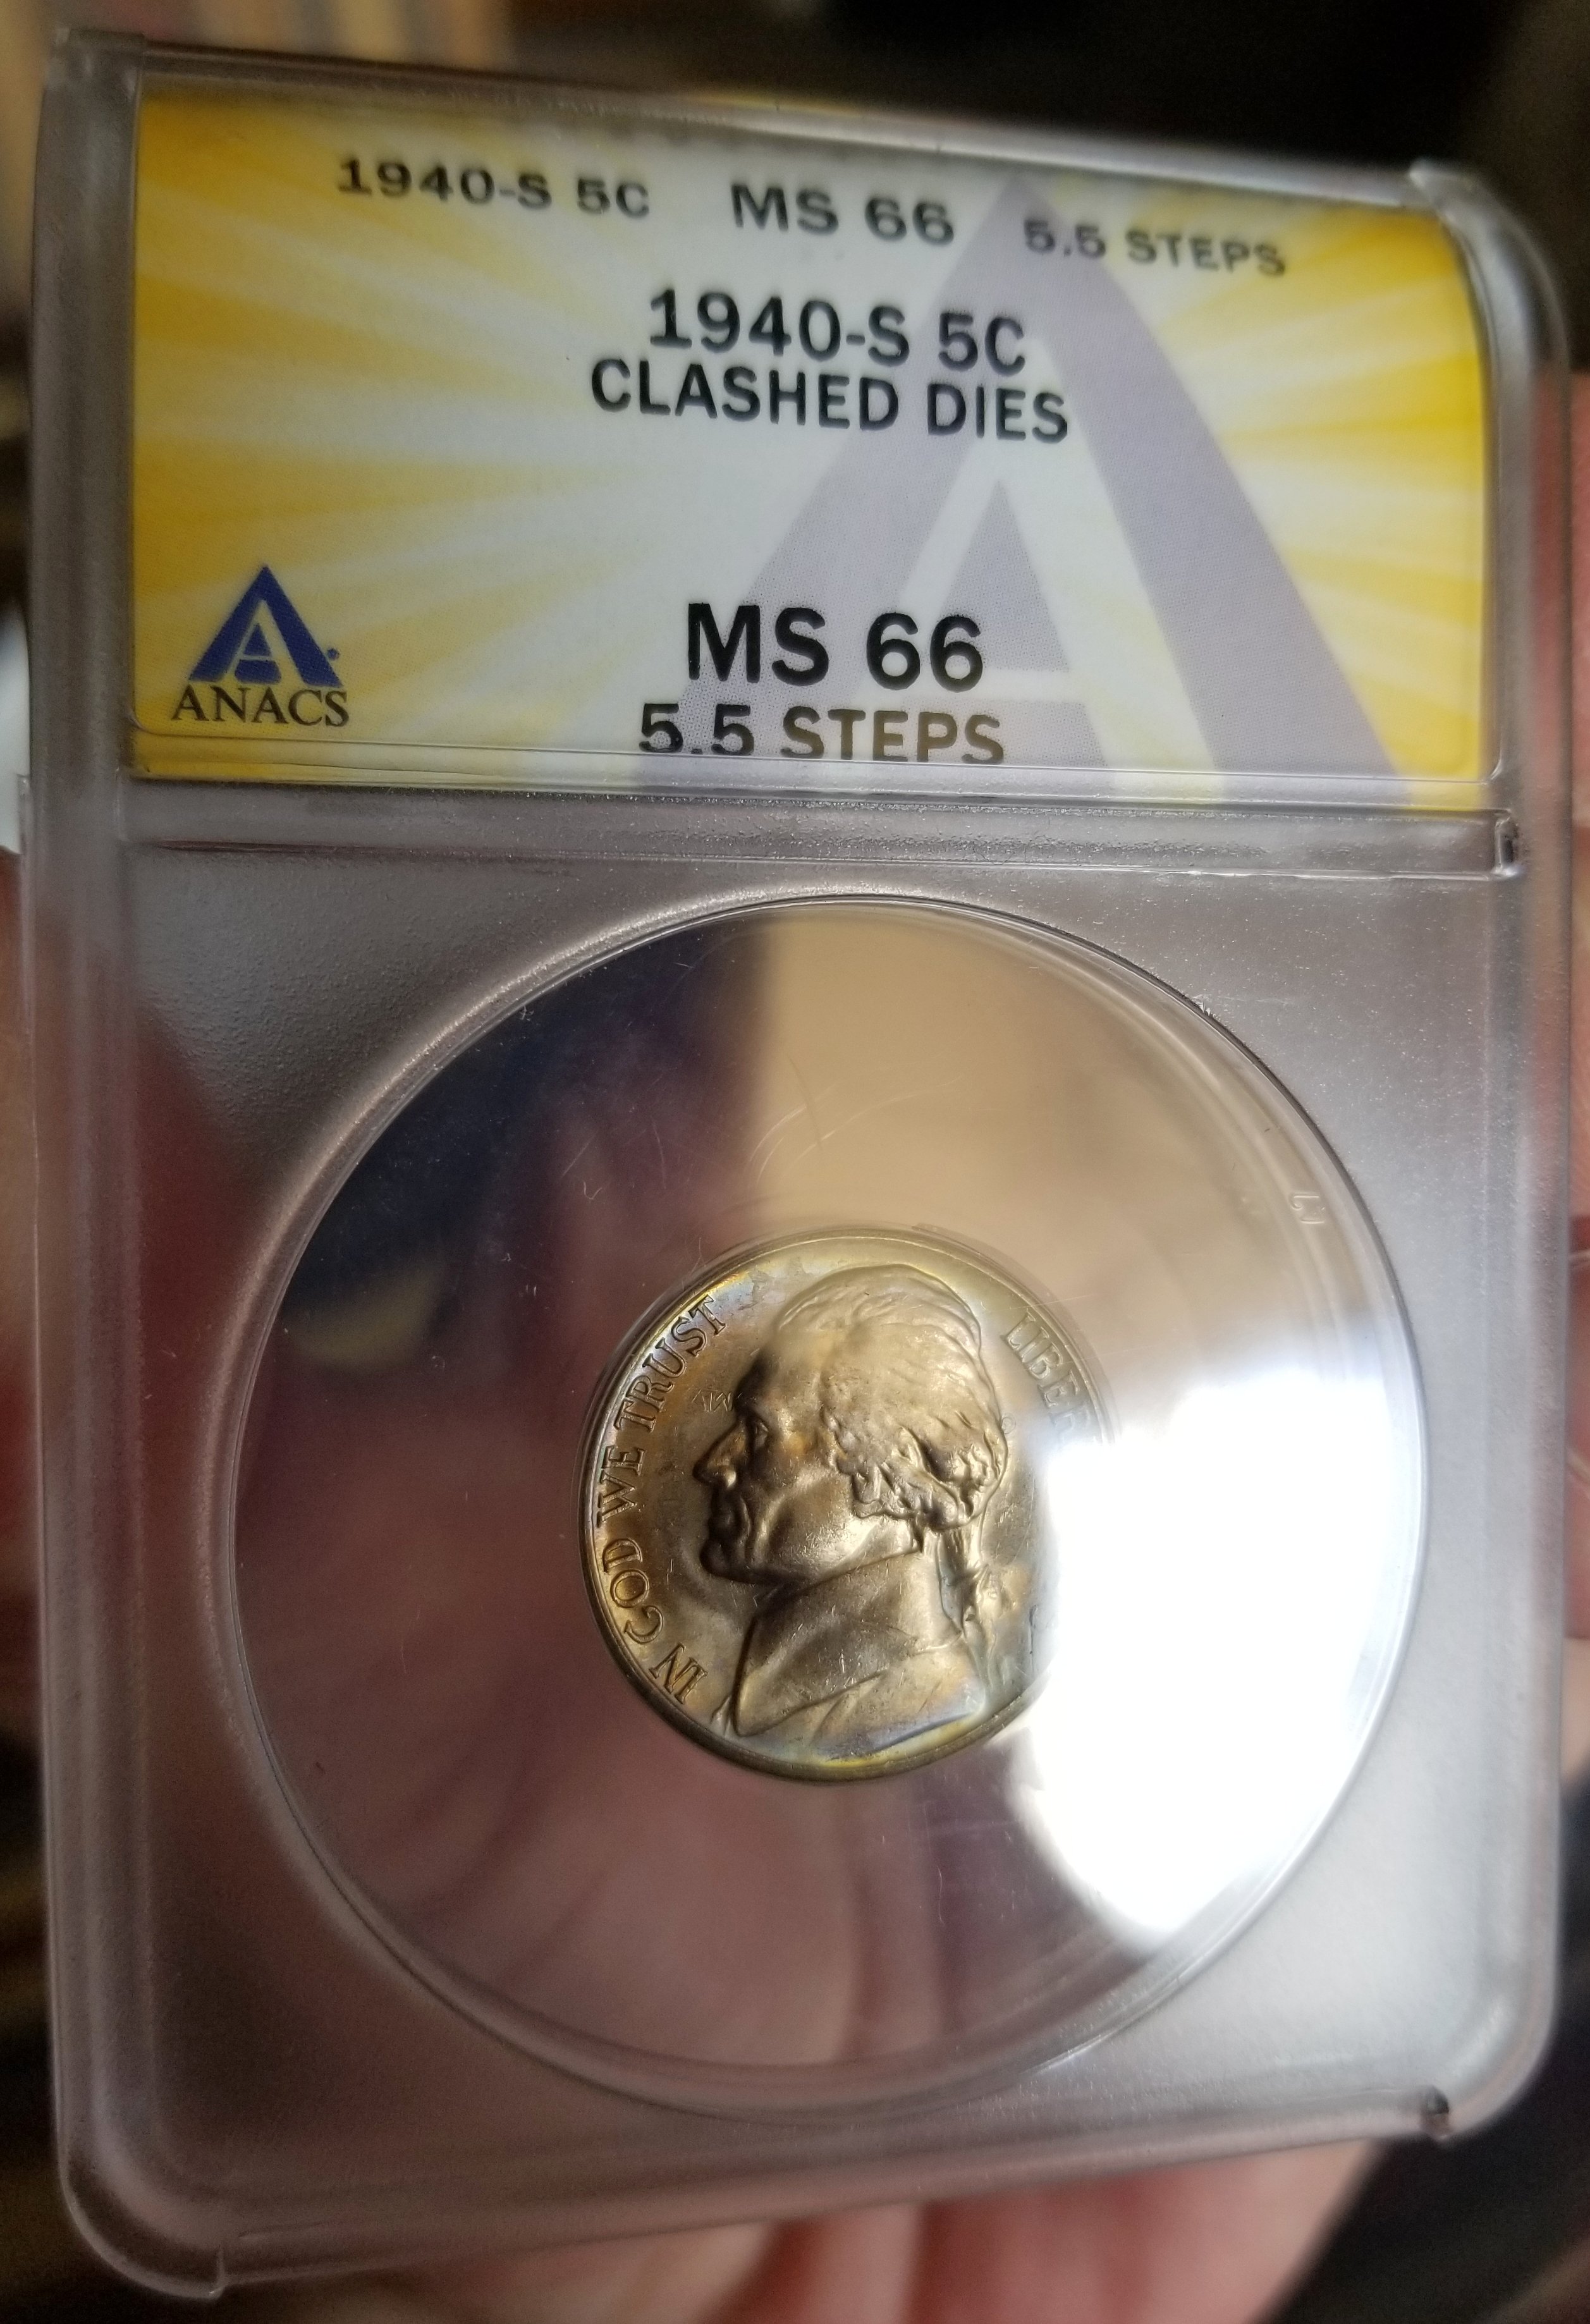 1940-S 5C MS 66 5.5 STEPS
1940-S 5C
CLASHED DIES
MS 66
5.5 STEPS
ANACS
IN GOD WE TRUST